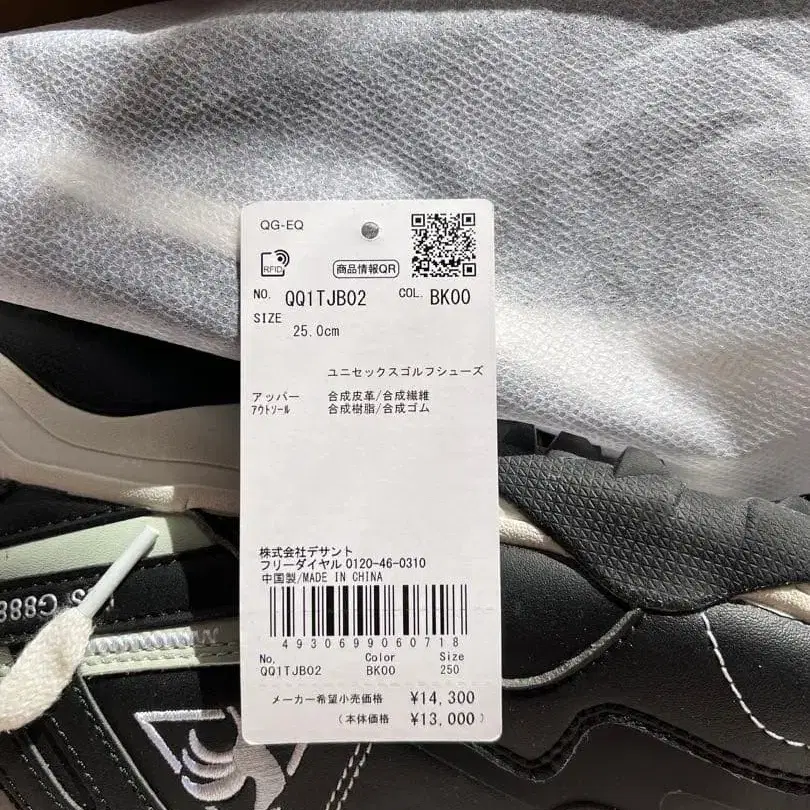 QG-EQ
RFID
商品情報QR
NO. QQ1TJB02 COL. BK00
SIZE
25.0cm
ユニセックスゴルフシューズ
アッパー 合成皮革/合成繊維
アウトソール 合成樹脂/合成ゴム
株式会社デサント
フリーダイヤル 0120-46-0310
中国製/MADE IN CHINA
4930699060718
No. Color Size
QQ1TJB02 BK00 250
メーカー希望小売価格 ¥14,300
(本体価格 ¥13,000)
G888